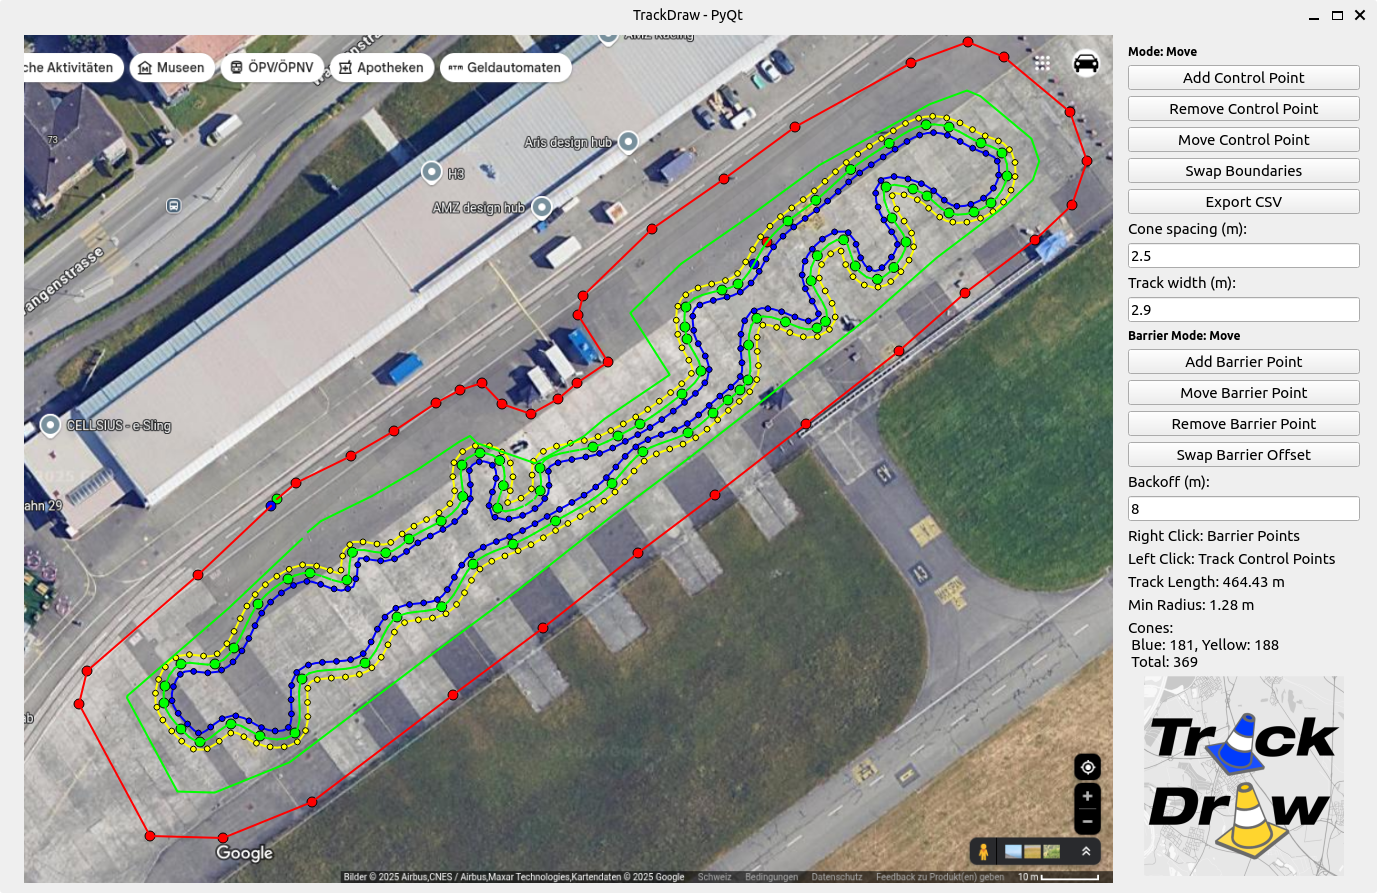 TrackDraw - PyQt
AMZ Racing
che Aktivitäten
Museen
ÖPV/ÖPNV
Apotheken
Geldautomaten
73
Aris design hub
H3
AMZ design hub
CELLSIUS - e-Sling
ahn 29
Google
Bilder © 2025 Airbus,CNES / Airbus,Maxar Technologies,Kartendaten © 2025 Google
Schweiz
Bedingungen
Datenschutz
Feedback zu Produkt(en) geben
10 m
Mode: Move
Add Control Point
Remove Control Point
Move Control Point
Swap Boundaries
Export CSV
Cone spacing (m):
2.5
Track width (m):
2.9
Barrier Mode: Move
Add Barrier Point
Move Barrier Point
Remove Barrier Point
Swap Barrier Offset
Backoff (m):
8
Right Click: Barrier Points
Left Click: Track Control Points
Track Length: 464.43 m
Min Radius: 1.28 m
Cones:
Blue: 181, Yellow: 188
Total: 369
Track
Draw